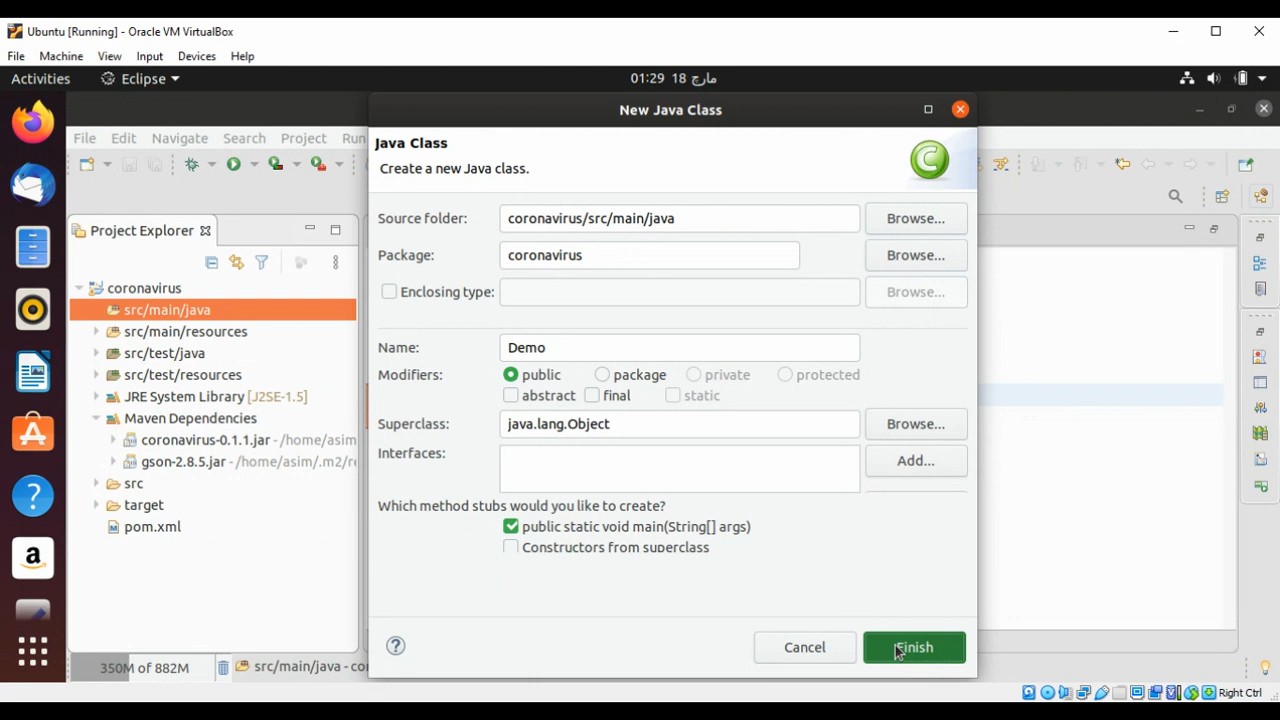 Ubuntu [Running] - Oracle VM VirtualBox
File Machine View Input Devices Help
Activities Eclipse 01:29 18 مارچ
New Java Class
File Edit Navigate Search Project Run
Java Class
Create a new Java class.
Project Explorer
coronavirus
src/main/java
src/main/resources
src/test/java
src/test/resources
JRE System Library [J2SE-1.5]
Maven Dependencies
coronavirus-0.1.1.jar - /home/asim
gson-2.8.5.jar - /home/asim/.m2/re
src
target
pom.xml
Source folder: coronavirus/src/main/java Browse...
Package: coronavirus Browse...
Enclosing type: Browse...
Name: Demo
Modifiers: public package private protected
abstract final static
Superclass: java.lang.Object Browse...
Interfaces: Add...
Which method stubs would you like to create?
public static void main(String[] args)
Constructors from superclass
Cancel Finish
350M of 882M src/main/java - co
Right Ctrl